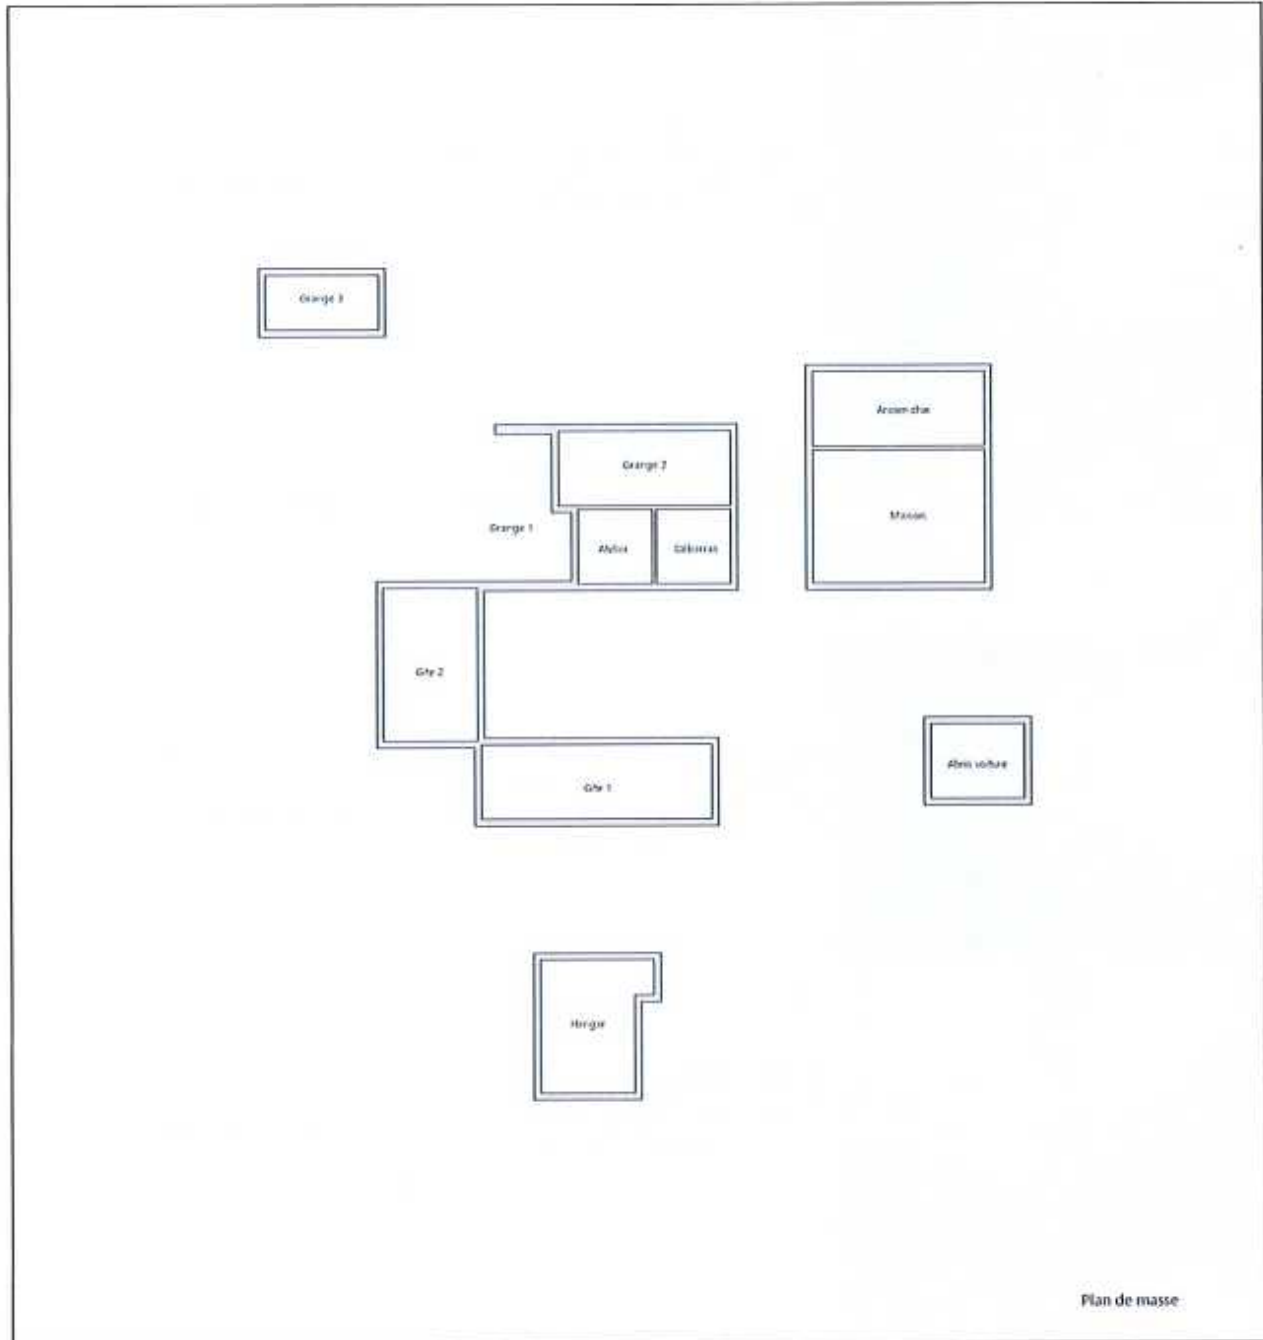 Grange 3
Ancien chai
Grange 2
Maison
Grange 1
Atelier
Débarras
Gîte 2
Abris voiture
Gîte 1
Hangar
Plan de masse